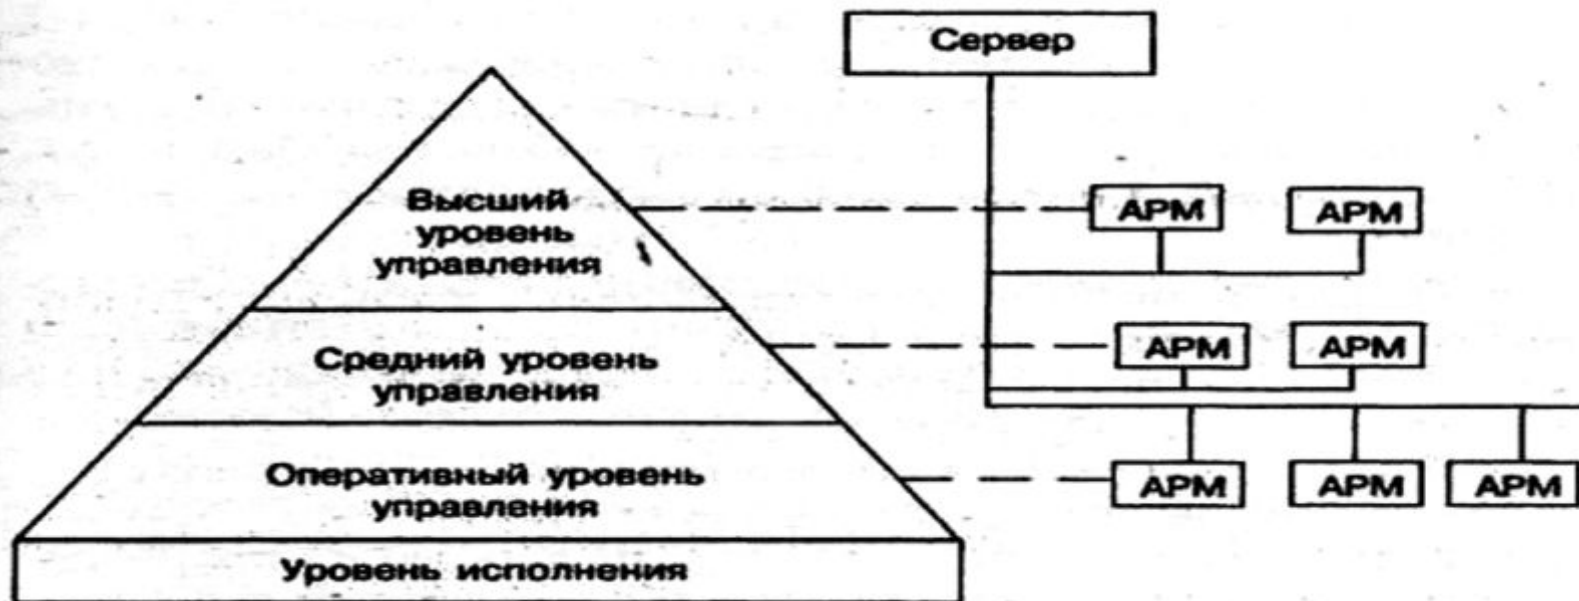 Сервер
Высший
уровень
управления
АРМ
АРМ
Средний уровень
управления
АРМ
АРМ
Оперативный уровень
управления
АРМ
АРМ
АРМ
Уровень исполнения